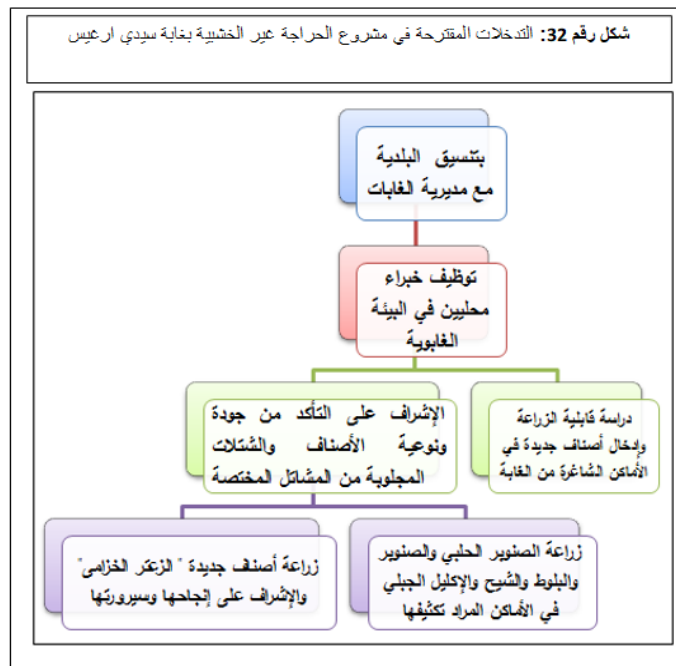 شكل رقم 32: التدخلات المقترحة في مشروع الحراجة غير الخشبية بغابة سيدي ارغيس
بتنسيق البلدية
مع مديرية الغابات
توظيف خبراء
محليين في البيئة
الغابوية
دراسة قابلية الزراعة
وإدخال أصناف جديدة في
الأماكن الشاغرة من الغابة
الإشراف على التأكد من جودة
ونوعية الأصناف والشتلات
المجلوبة من المشاتل المختصة
زراعة الصنوبر الحلبي والصنوبر
والبلوط والشيح والإكليل الجبلي
في الأماكن المراد تكثيفها
زراعة أصناف جديدة " الزعتر الخزامى"
والإشراف على إنجاحها وسيرورتها